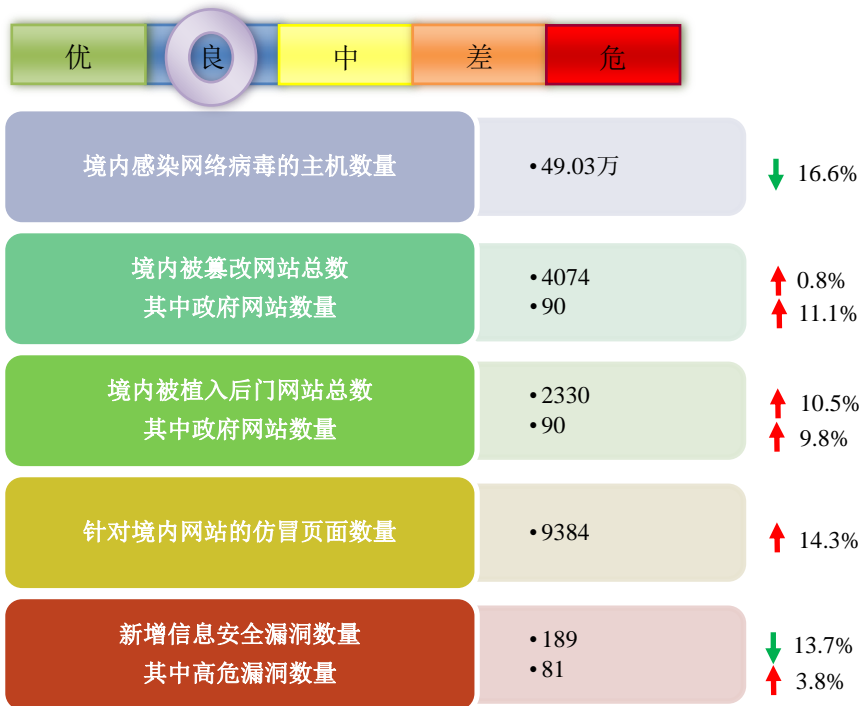 优 良 中 差 危
境内感染网络病毒的主机数量 •49.03万 16.6%
境内被篡改网站总数 •4074 0.8%
其中政府网站数量 •90 11.1%
境内被植入后门网站总数 •2330 10.5%
其中政府网站数量 •90 9.8%
针对境内网站的仿冒页面数量 •9384 14.3%
新增信息安全漏洞数量 •189 13.7%
其中高危漏洞数量 •81 3.8%